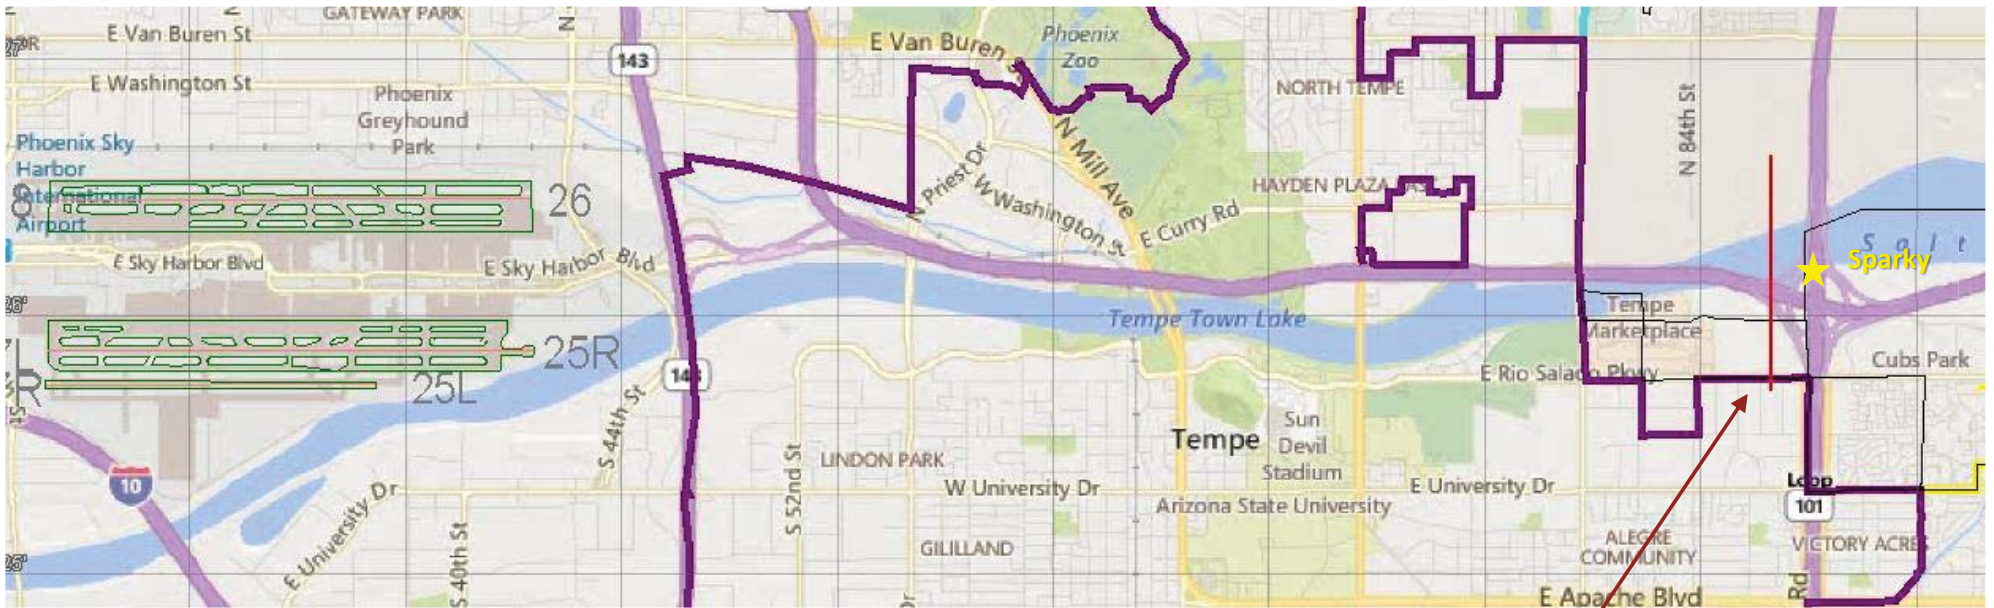 GATEWAY PARK
E Van Buren St
E Washington St
143
Phoenix
Greyhound
Park
Phoenix Sky
Harbor
International
Airport
8
26
E Sky Harbor Blvd
E Sky Harbor Blvd
25R
25L
R
143
10
E University Dr
S 44th St
S 40th St
S 52nd St
LINDON PARK
W University Dr
GILILLAND
E Van Buren St
Phoenix
Zoo
N Mill Ave
N Priest Dr
W Washington St
E Curry Rd
NORTH TEMPE
HAYDEN PLAZA EAST
Tempe Town Lake
N 84th St
Salt
Sparky
Tempe
Marketplace
E Rio Salado Pkwy
Cubs Park
Tempe
Sun
Devil
Stadium
Arizona State University
E University Dr
Loop
101
ALEGRE
COMMUNITY
VICTORY ACRES
E Apache Blvd
Rd